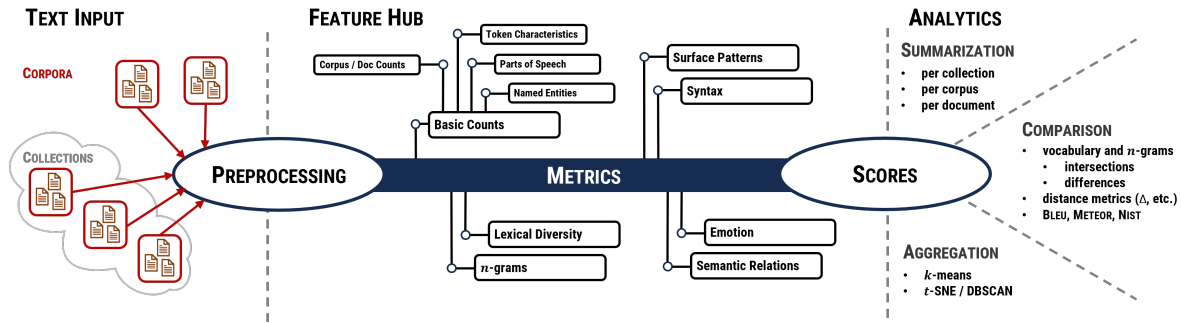 TEXT INPUT
CORPORA
COLLECTIONS
PREPROCESSING
FEATURE HUB
Token Characteristics
Corpus / Doc Counts
Parts of Speech
Named Entities
Basic Counts
Surface Patterns
Syntax
METRICS
Lexical Diversity
n-grams
Emotion
Semantic Relations
SCORES
ANALYTICS
SUMMARIZATION
• per collection
• per corpus
• per document
COMPARISON
• vocabulary and n-grams
• intersections
• differences
• distance metrics (Δ, etc.)
• BLEU, METEOR, NIST
AGGREGATION
• k-means
• t-SNE / DBSCAN